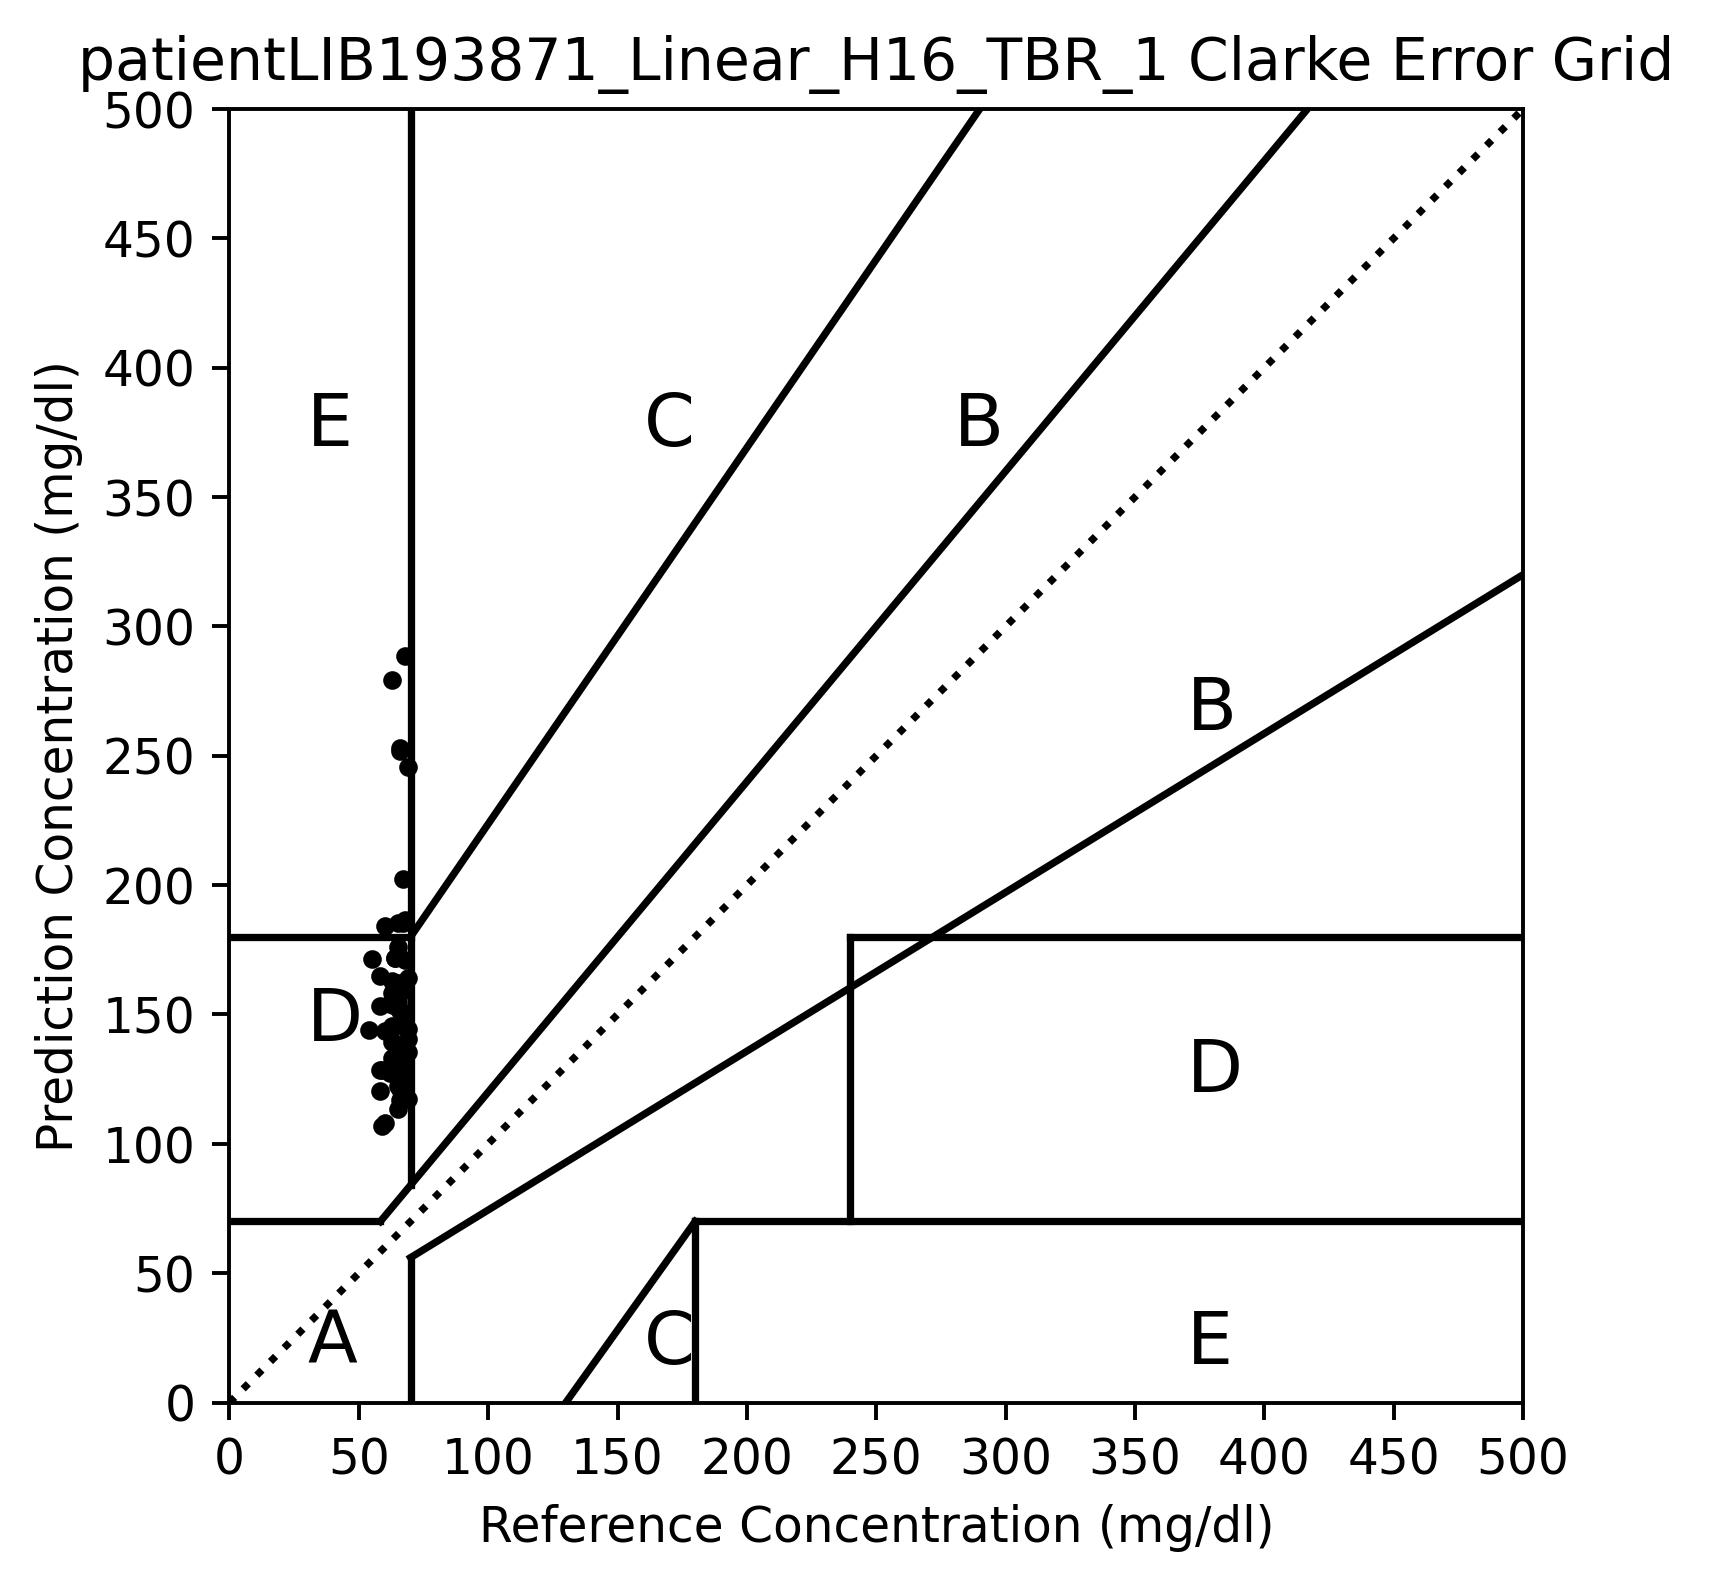 patientLIB193871_Linear_H16_TBR_1 Clarke Error Grid
Prediction Concentration (mg/dl)
500
450
400
350
300
250
200
150
100
50
0
E
C
B
B
D
D
A
C
E
0 50 100 150 200 250 300 350 400 450 500
Reference Concentration (mg/dl)